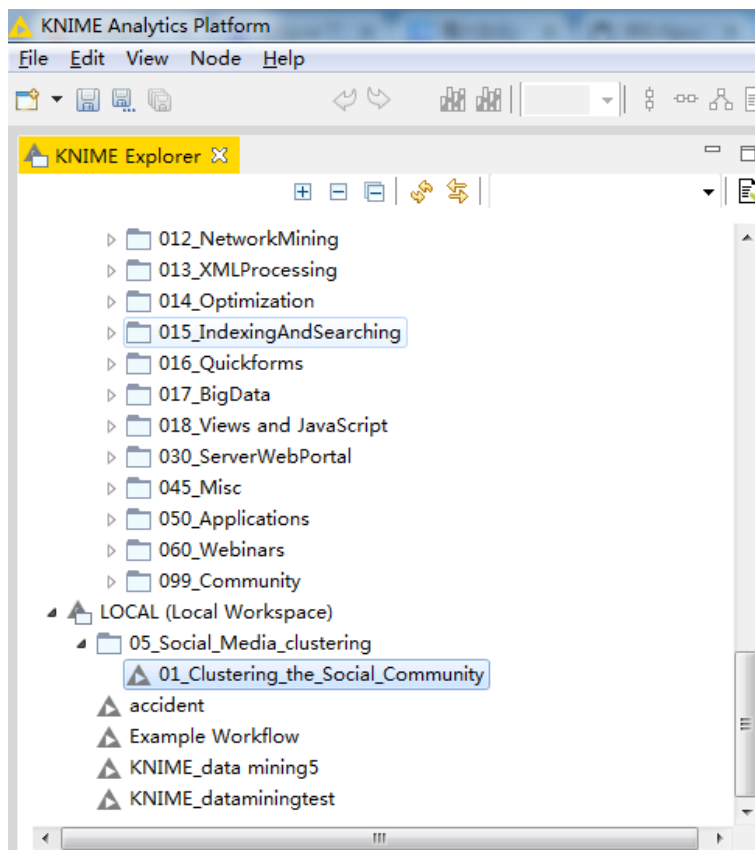 KNIME Analytics Platform
File Edit View Node Help
KNIME Explorer
012_NetworkMining
013_XMLProcessing
014_Optimization
015_IndexingAndSearching
016_Quickforms
017_BigData
018_Views and JavaScript
030_ServerWebPortal
045_Misc
050_Applications
060_Webinars
099_Community
LOCAL (Local Workspace)
05_Social_Media_clustering
01_Clustering_the_Social_Community
accident
Example Workflow
KNIME_data mining5
KNIME_dataminingtest